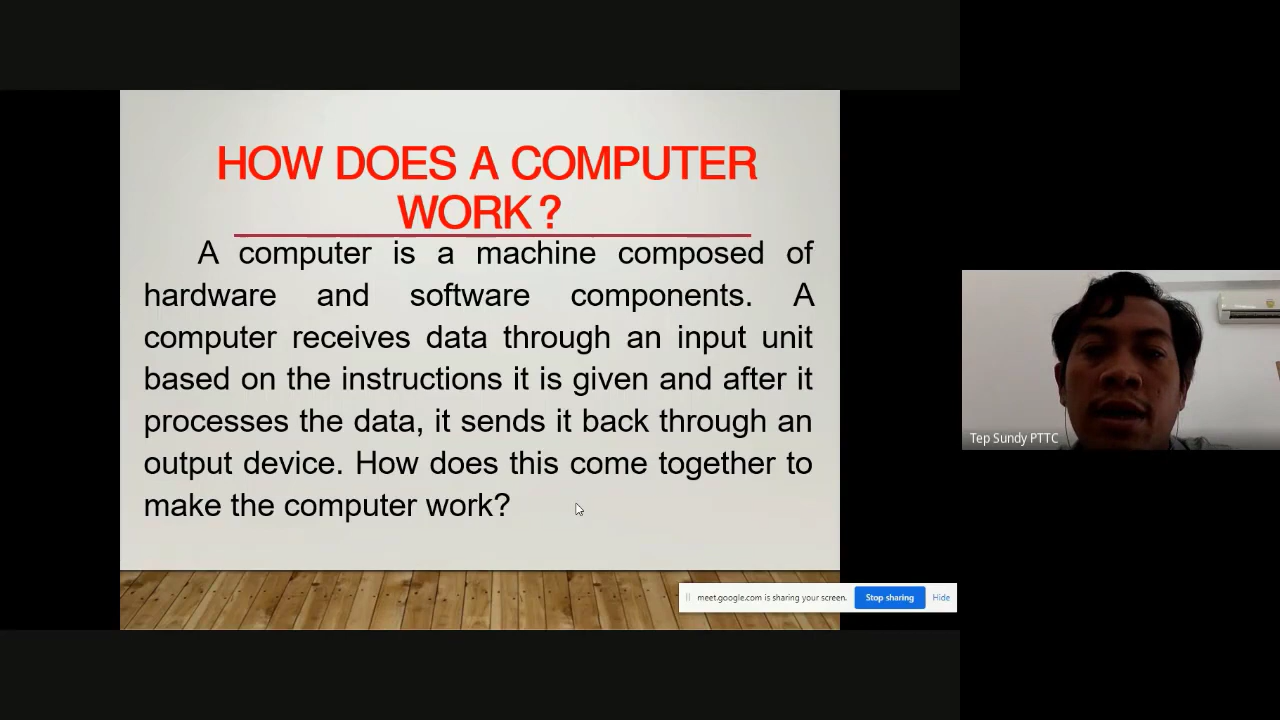 HOW DOES A COMPUTER
WORK?
A computer is a machine composed of
hardware and software components. A
computer receives data through an input unit
based on the instructions it is given and after it
processes the data, it sends it back through an
output device. How does this come together to
make the computer work?
Tep Sundy PTTC
meet.google.com is sharing your screen.
Stop sharing
Hide